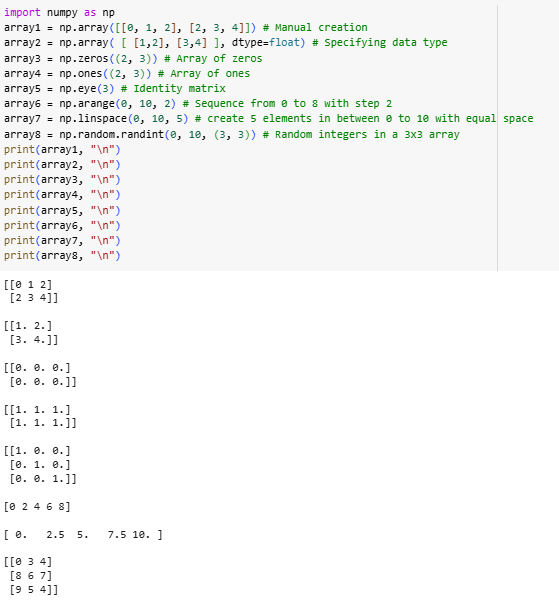 import numpy as np
array1 = np.array([[0, 1, 2], [2, 3, 4]]) # Manual creation
array2 = np.array( [ [1,2], [3,4] ], dtype=float) # Specifying data type
array3 = np.zeros((2, 3)) # Array of zeros
array4 = np.ones((2, 3)) # Array of ones
array5 = np.eye(3) # Identity matrix
array6 = np.arange(0, 10, 2) # Sequence from 0 to 8 with step 2
array7 = np.linspace(0, 10, 5) # create 5 elements in between 0 to 10 with equal space
array8 = np.random.randint(0, 10, (3, 3)) # Random integers in a 3x3 array
print(array1, "\n")
print(array2, "\n")
print(array3, "\n")
print(array4, "\n")
print(array5, "\n")
print(array6, "\n")
print(array7, "\n")
print(array8, "\n")
[[0 1 2]
 [2 3 4]]
[[1. 2.]
 [3. 4.]]
[[0. 0. 0.]
 [0. 0. 0.]]
[[1. 1. 1.]
 [1. 1. 1.]]
[[1. 0. 0.]
 [0. 1. 0.]
 [0. 0. 1.]]
[0 2 4 6 8]
[ 0.   2.5  5.   7.5 10. ]
[[0 3 4]
 [8 6 7]
 [9 5 4]]